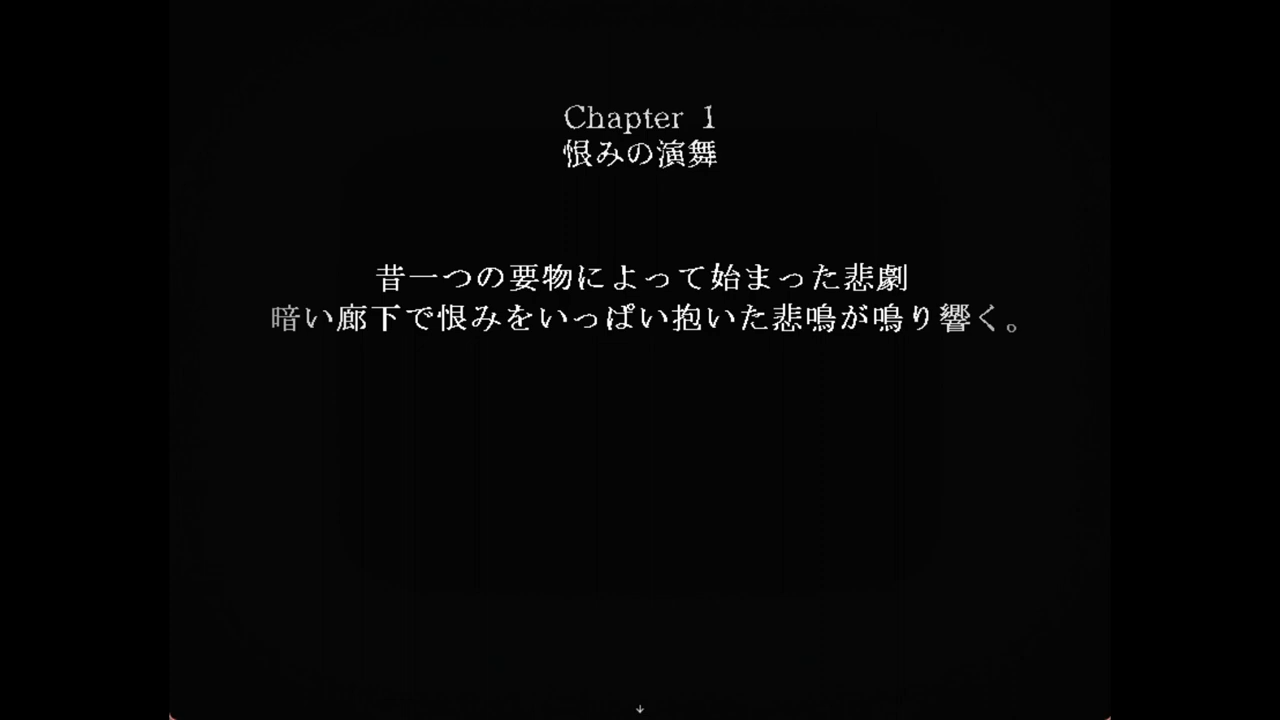 Chapter 1
恨みの演舞
昔一つの要物によって始まった悲劇
暗い廊下で恨みをいっぱい抱いた悲鳴が鳴り響く。
↓